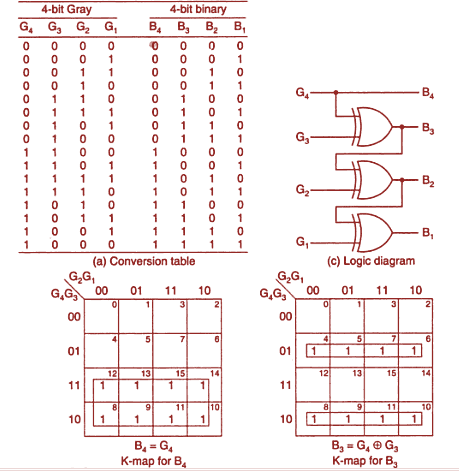 4-bit Gray 4-bit binary
G₄ G₃ G₂ G₁ B₄ B₃ B₂ B₁
0 0 0 0 0 0 0 0
0 0 0 1 0 0 0 1
0 0 1 1 0 0 1 0
0 0 1 0 0 0 1 1
0 1 1 0 0 1 0 0
0 1 1 1 0 1 0 1
0 1 0 1 0 1 1 0
0 1 0 0 0 1 1 1
1 1 0 0 1 0 0 0
1 1 0 1 1 0 0 1
1 1 1 1 1 0 1 0
1 1 1 0 1 0 1 1
1 0 1 0 1 1 0 0
1 0 1 1 1 1 0 1
1 0 0 1 1 1 1 0
1 0 0 0 1 1 1 1
(a) Conversion table
G₄ B₄
G₃ B₃
G₂ B₂
G₁ B₁
(c) Logic diagram
G₂G₁
G₄G₃ 00 01 11 10
0 1 3 2
00
4 5 7 6
01
12 13 15 14
11 1 1 1 1
8 9 11 10
10 1 1 1 1
B₄ = G₄
K-map for B₄
G₂G₁
G₄G₃ 00 01 11 10
0 1 3 2
00
4 5 7 6
01 1 1 1 1
12 13 15 14
11
8 9 11 10
10 1 1 1 1
B₃ = G₄ ⊕ G₃
K-map for B₃